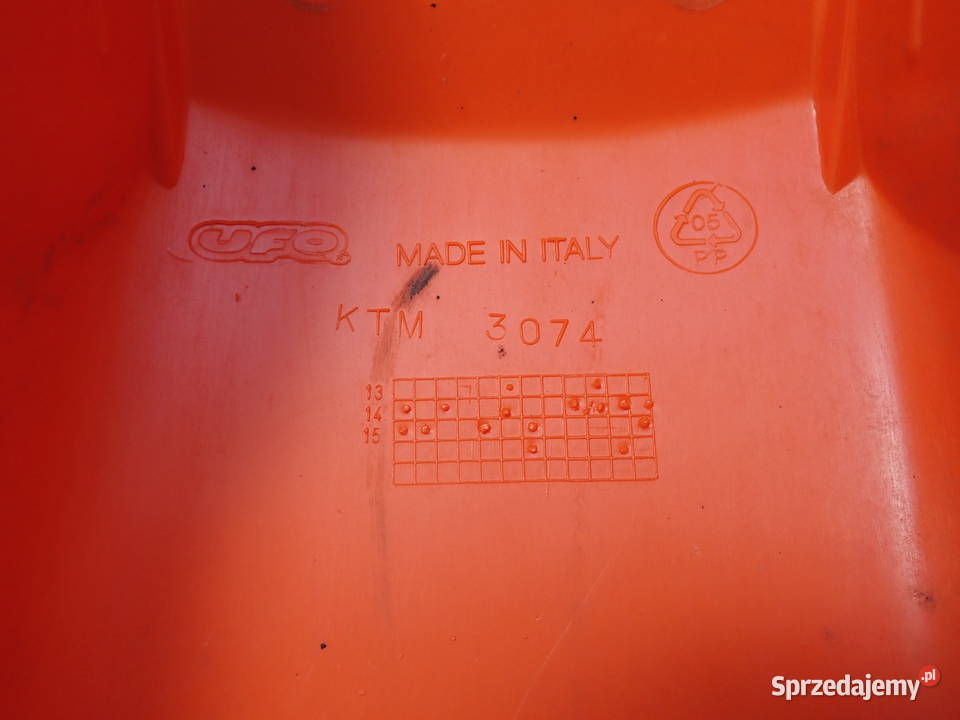 UFO
MADE IN ITALY
05
PP
KTM 3074
13
14
15
Sprzedajemy.pl